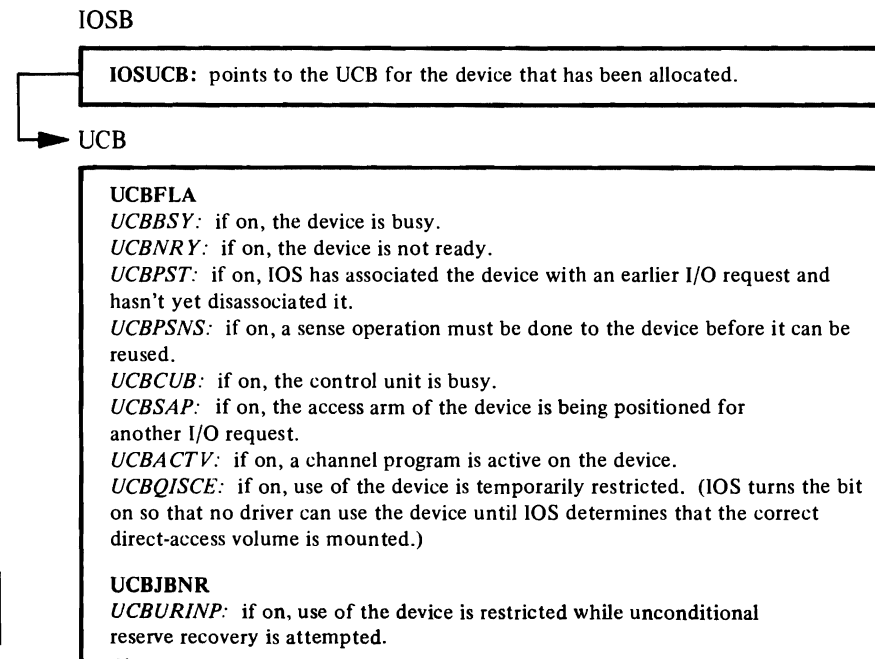 IOSB
IOSUCB: points to the UCB for the device that has been allocated.
UCB
UCBFLA
UCBBSY: if on, the device is busy.
UCBNRY: if on, the device is not ready.
UCBPST: if on, IOS has associated the device with an earlier I/O request and
hasn't yet disassociated it.
UCBPSNS: if on, a sense operation must be done to the device before it can be
reused.
UCBCUB: if on, the control unit is busy.
UCBSAP: if on, the access arm of the device is being positioned for
another I/O request.
UCBACTV: if on, a channel program is active on the device.
UCBQISCE: if on, use of the device is temporarily restricted. (IOS turns the bit
on so that no driver can use the device until IOS determines that the correct
direct-access volume is mounted.)
UCBJBNR
UCBURINP: if on, use of the device is restricted while unconditional
reserve recovery is attempted.